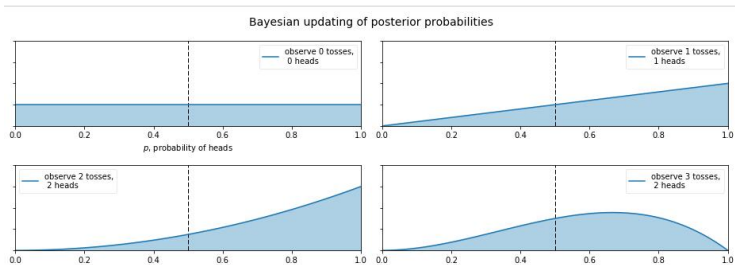 Bayesian updating of posterior probabilities
observe 0 tosses,
0 heads
0.0 0.2 0.4 0.6 0.8 1.0
p, probability of heads
observe 1 tosses,
1 heads
0.0 0.2 0.4 0.6 0.8 1.0
observe 2 tosses,
2 heads
0.0 0.2 0.4 0.6 0.8 1.0
observe 3 tosses,
2 heads
0.0 0.2 0.4 0.6 0.8 1.0